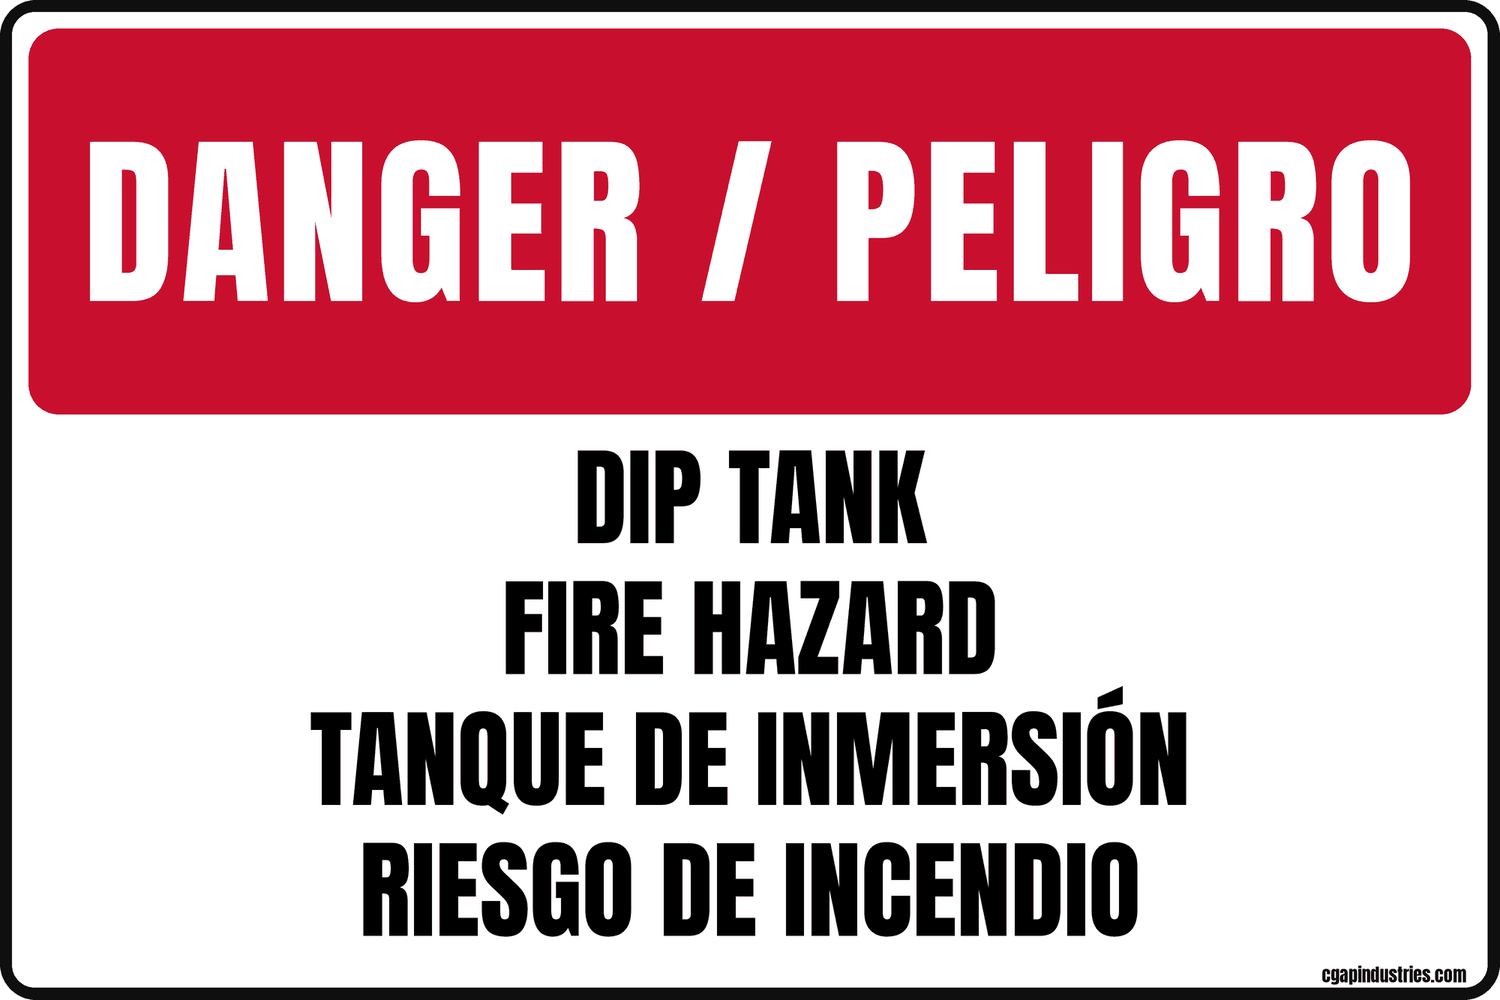 DANGER / PELIGRO
DIP TANK
FIRE HAZARD
TANQUE DE INMERSIÓN
RIESGO DE INCENDIO
cgapindustries.com